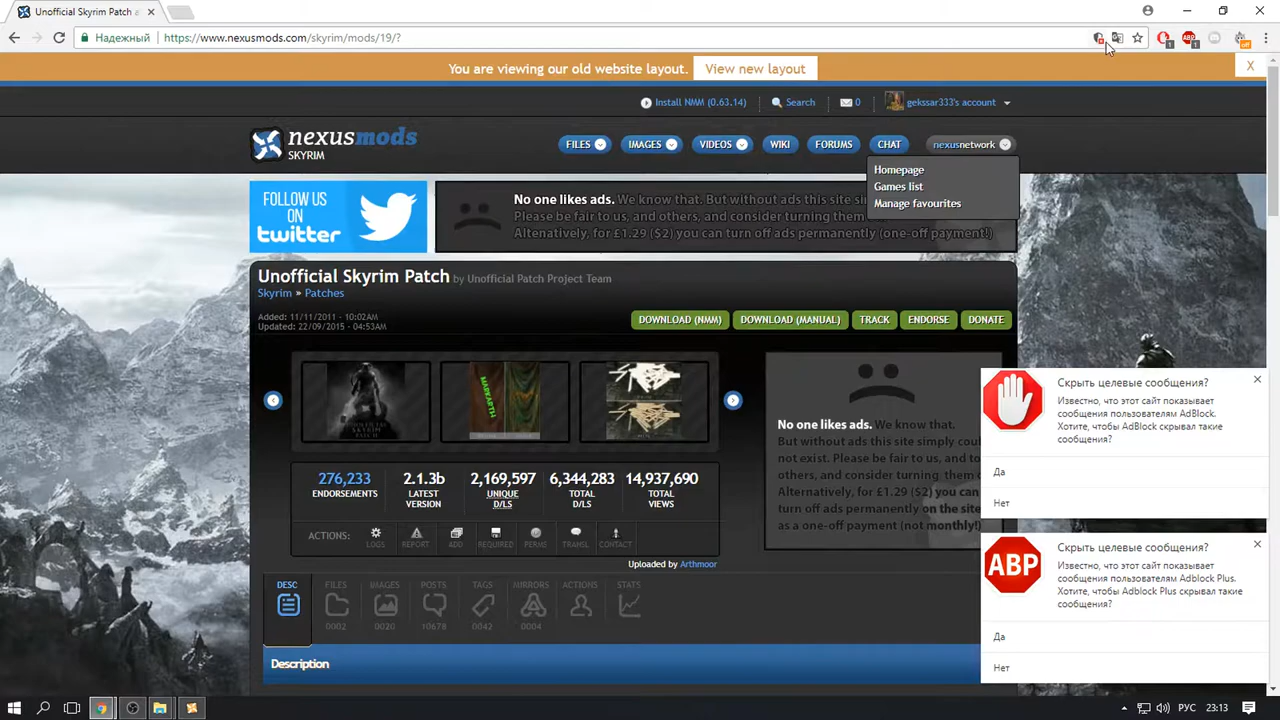 Unofficial Skyrim Patch a
Надежный
https://www.nexusmods.com/skyrim/mods/19/?
You are viewing our old website layout.
View new layout
X
Install NMM (0.63.14)
Search
0
gekssar333's account
nexusmods
SKYRIM
FILES
IMAGES
VIDEOS
WIKI
FORUMS
CHAT
nexusnetwork
Homepage
Games list
Manage favourites
FOLLOW US
ON
twitter
No one likes ads. We know that. But without ads this site sim
Please be fair to us, and others, and consider turning them o
Altenatively, for £1.29 ($2) you can turn off ads permanently (one-off payment!)
Unofficial Skyrim Patch by Unofficial Patch Project Team
Skyrim » Patches
Added: 11/11/2011 - 10:02AM
Updated: 22/09/2015 - 04:53AM
DOWNLOAD (NMM)
DOWNLOAD (MANUAL)
TRACK
ENDORSE
DONATE
MARKARTH
276,233
ENDORSEMENTS
2.1.3b
LATEST
VERSION
2,169,597
UNIQUE
D/LS
6,344,283
TOTAL
D/LS
14,937,690
TOTAL
VIEWS
ACTIONS:
LOGS
REPORT
ADD
REQUIRED
PERMS
TRANSL
CONTACT
Uploaded by Arthmoor
No one likes ads. We know that.
But without ads this site simply coul
not exist. Please be fair to us, and to
others, and consider turning them o
Altenatively, for £1.29 ($2) you can
turn off ads permanently on the site
as a one-off payment (not monthly!)
DESC
FILES
0002
IMAGES
0020
POSTS
10678
TAGS
0042
MIRRORS
0004
ACTIONS
STATS
Description
Скрыть целевые сообщения?
Известно, что этот сайт показывает
сообщения пользователям AdBlock.
Хотите, чтобы AdBlock скрывал такие
сообщения?
Да
Нет
ABP
Скрыть целевые сообщения?
Известно, что этот сайт показывает
сообщения пользователям Adblock Plus.
Хотите, чтобы Adblock Plus скрывал такие
сообщения?
Да
Нет
РУС
23:13